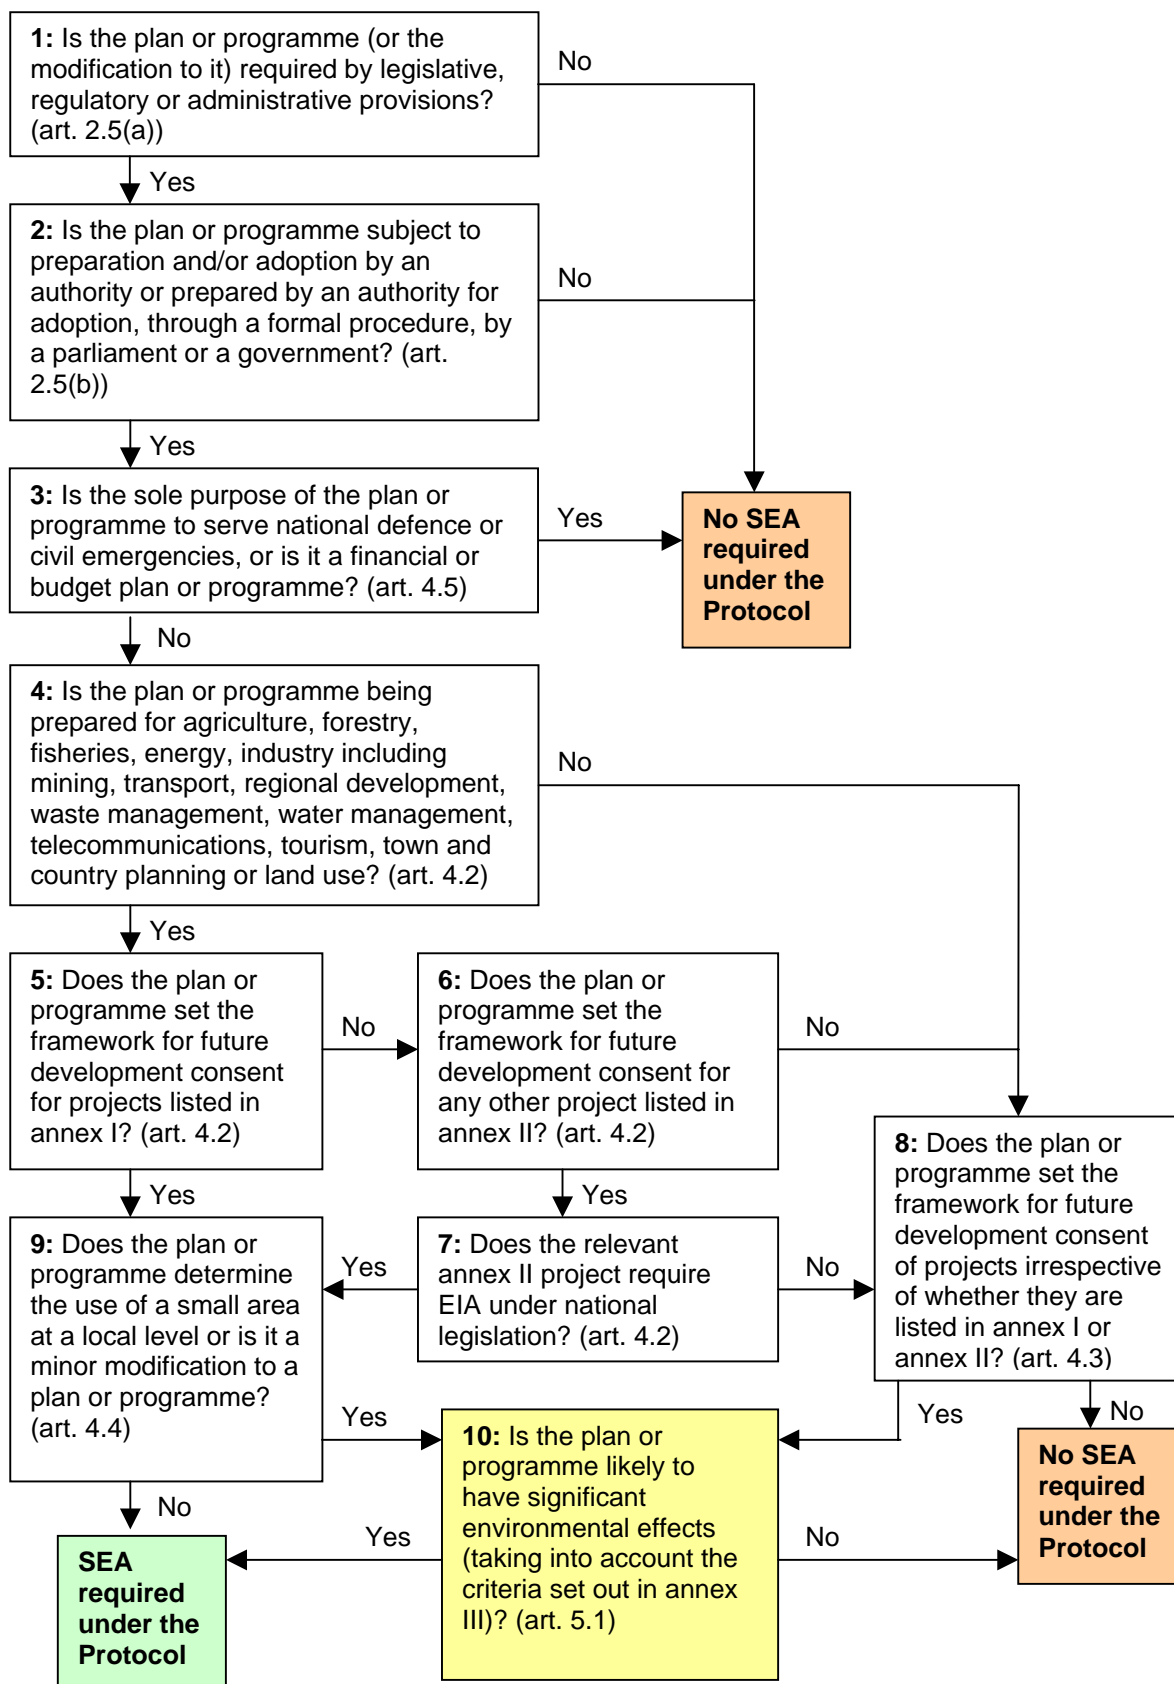 1: Is the plan or programme (or the
modification to it) required by legislative,
regulatory or administrative provisions?
(art. 2.5(a))
No
Yes
2: Is the plan or programme subject to
preparation and/or adoption by an
authority or prepared by an authority for
adoption, through a formal procedure, by
a parliament or a government? (art.
2.5(b))
No
Yes
3: Is the sole purpose of the plan or
programme to serve national defence or
civil emergencies, or is it a financial or
budget plan or programme? (art. 4.5)
Yes
No SEA
required
under the
Protocol
No
4: Is the plan or programme being
prepared for agriculture, forestry,
fisheries, energy, industry including
mining, transport, regional development,
waste management, water management,
telecommunications, tourism, town and
country planning or land use? (art. 4.2)
No
Yes
5: Does the plan or
programme set the
framework for future
development consent
for projects listed in
annex I? (art. 4.2)
No
6: Does the plan or
programme set the
framework for future
development consent for
any other project listed in
annex II? (art. 4.2)
No
Yes
Yes
8: Does the plan or
programme set the
framework for future
development consent
of projects irrespective
of whether they are
listed in annex I or
annex II? (art. 4.3)
9: Does the plan or
programme determine
the use of a small area
at a local level or is it a
minor modification to a
plan or programme?
(art. 4.4)
Yes
7: Does the relevant
annex II project require
EIA under national
legislation? (art. 4.2)
No
Yes
Yes
No
10: Is the plan or
programme likely to
have significant
environmental effects
(taking into account the
criteria set out in annex
III)? (art. 5.1)
No SEA
required
under the
Protocol
No
Yes
No
SEA
required
under the
Protocol